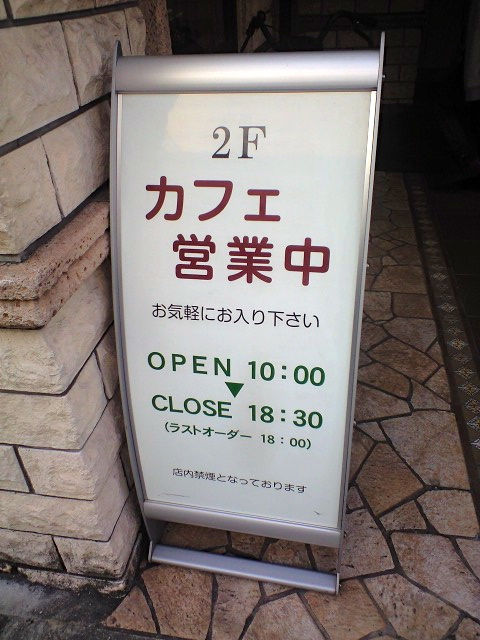 2F
カフェ
営業中
お気軽にお入り下さい
OPEN 10:00
▼
CLOSE 18:30
(ラストオーダー 18:00)
店内禁煙となっております